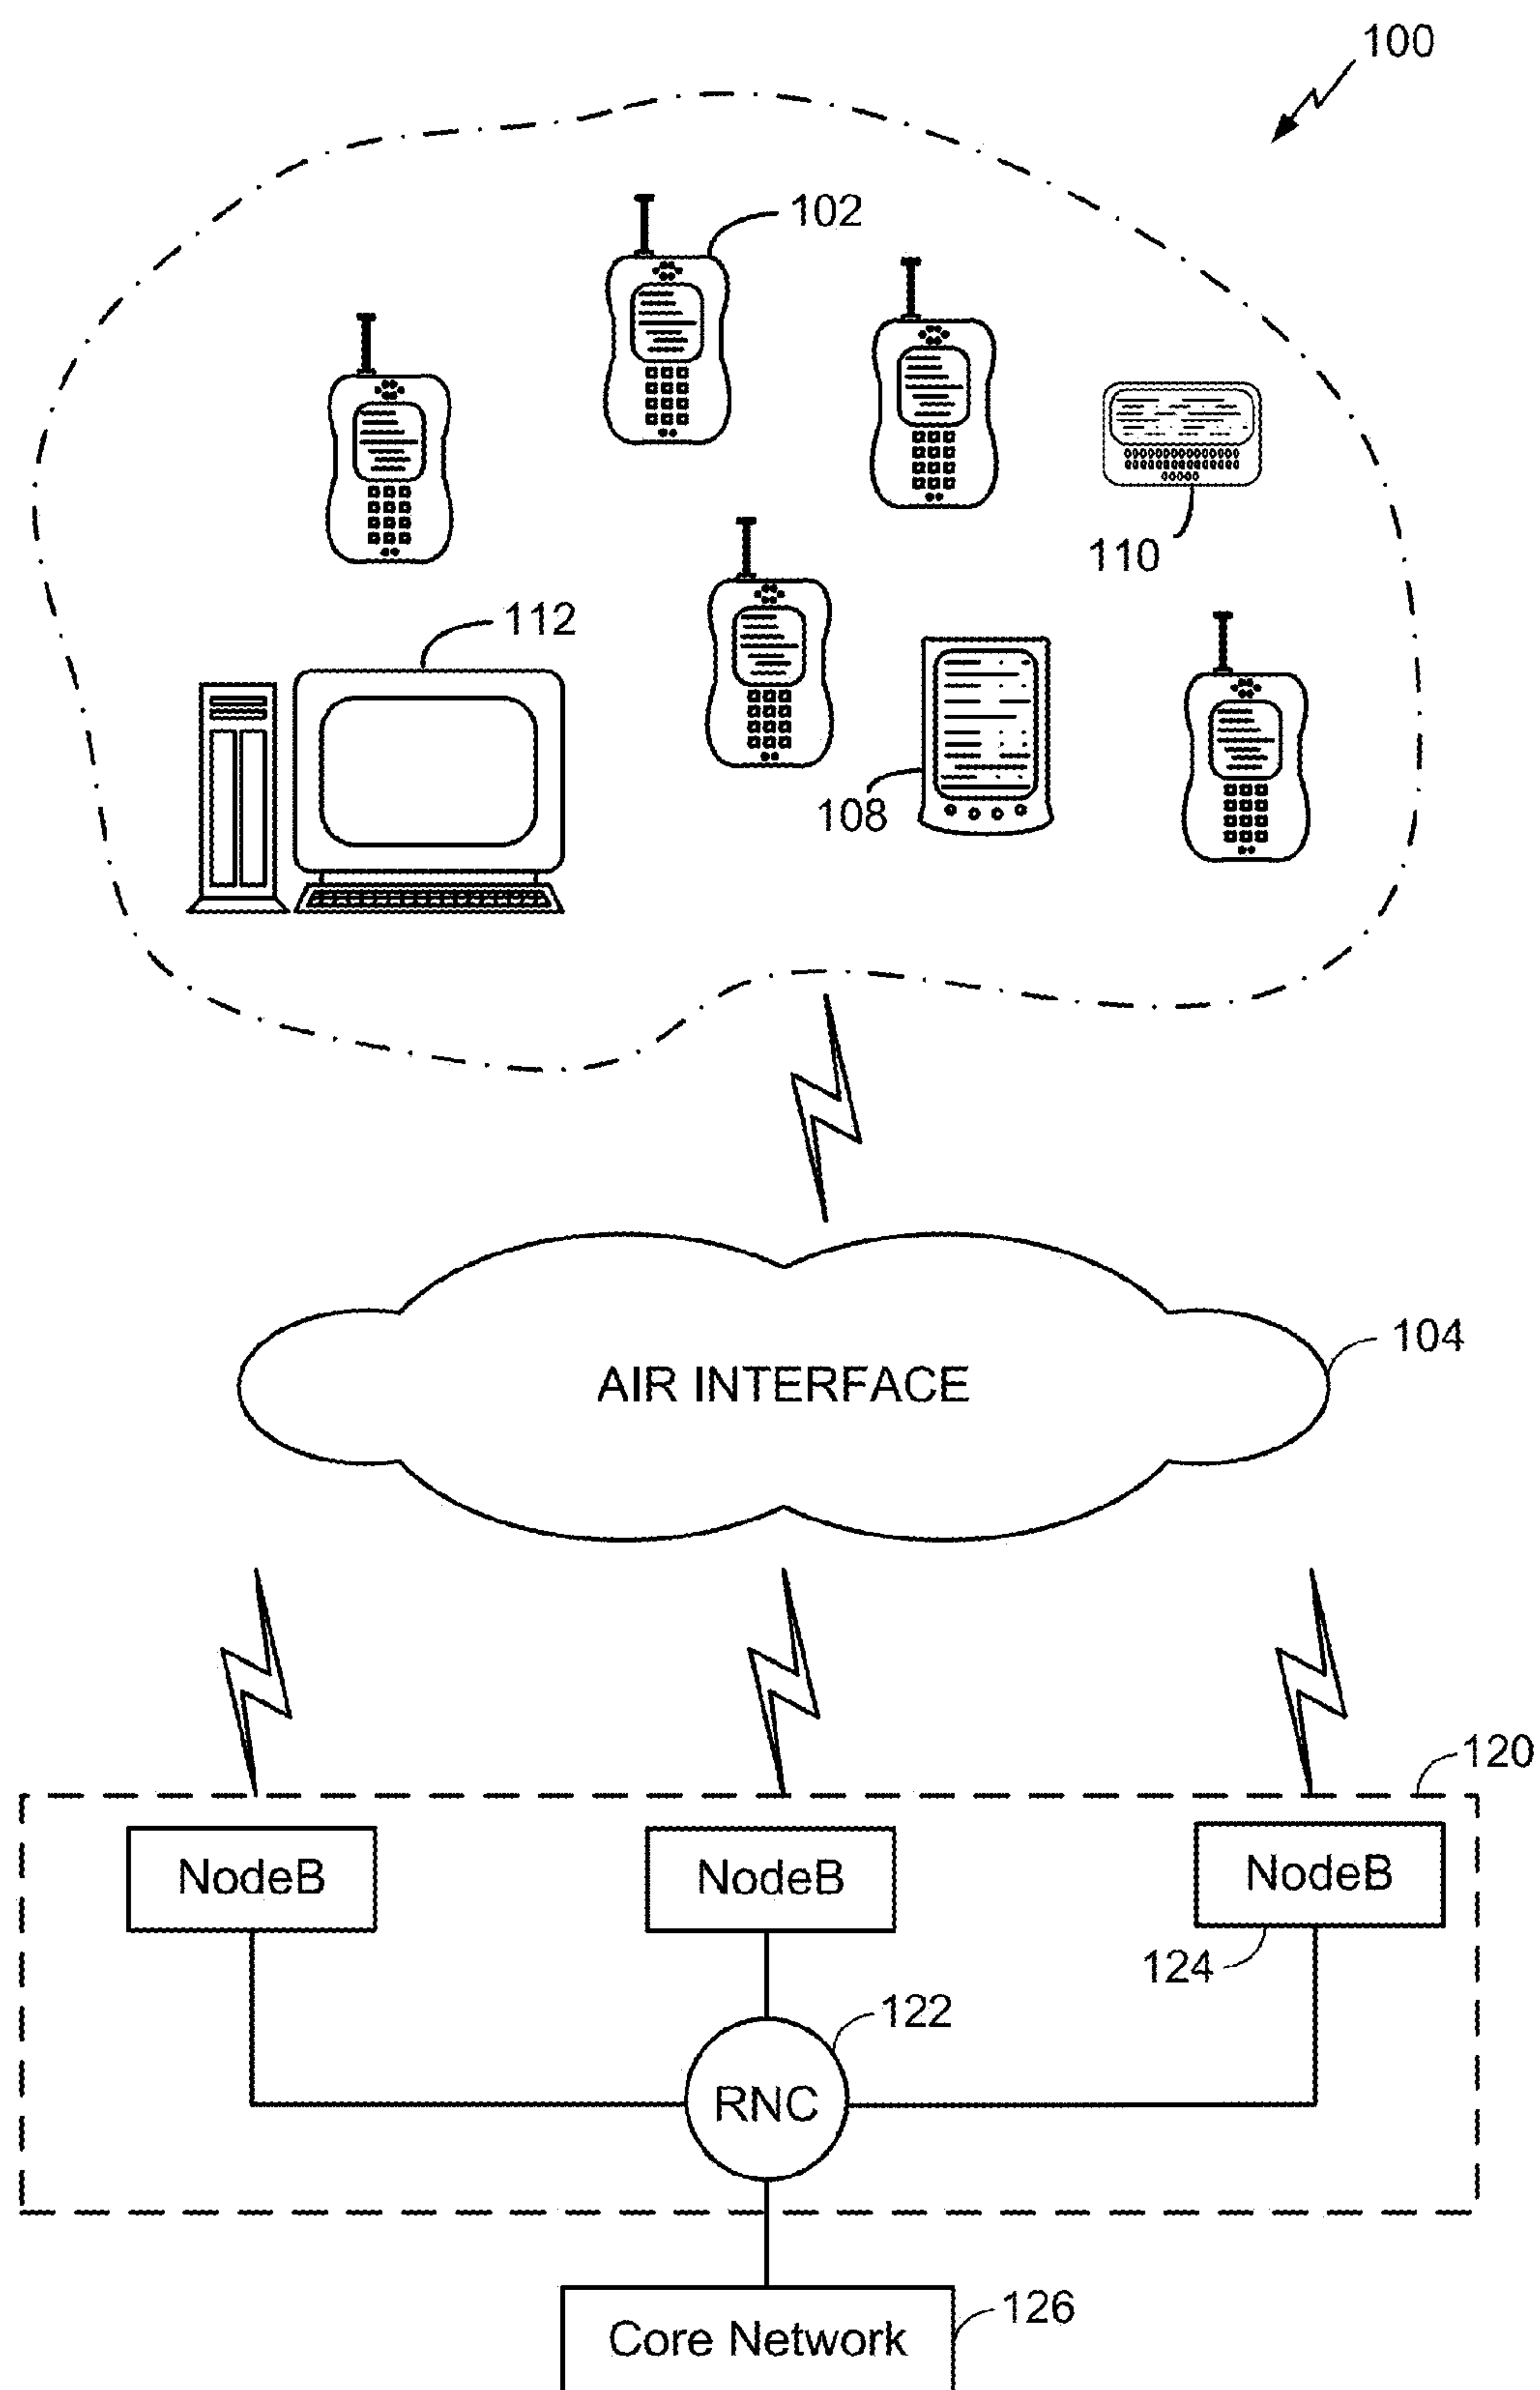 100
102
110
112
108
AIR INTERFACE
104
120
NodeB
NodeB
NodeB
124
122
RNC
126
Core Network